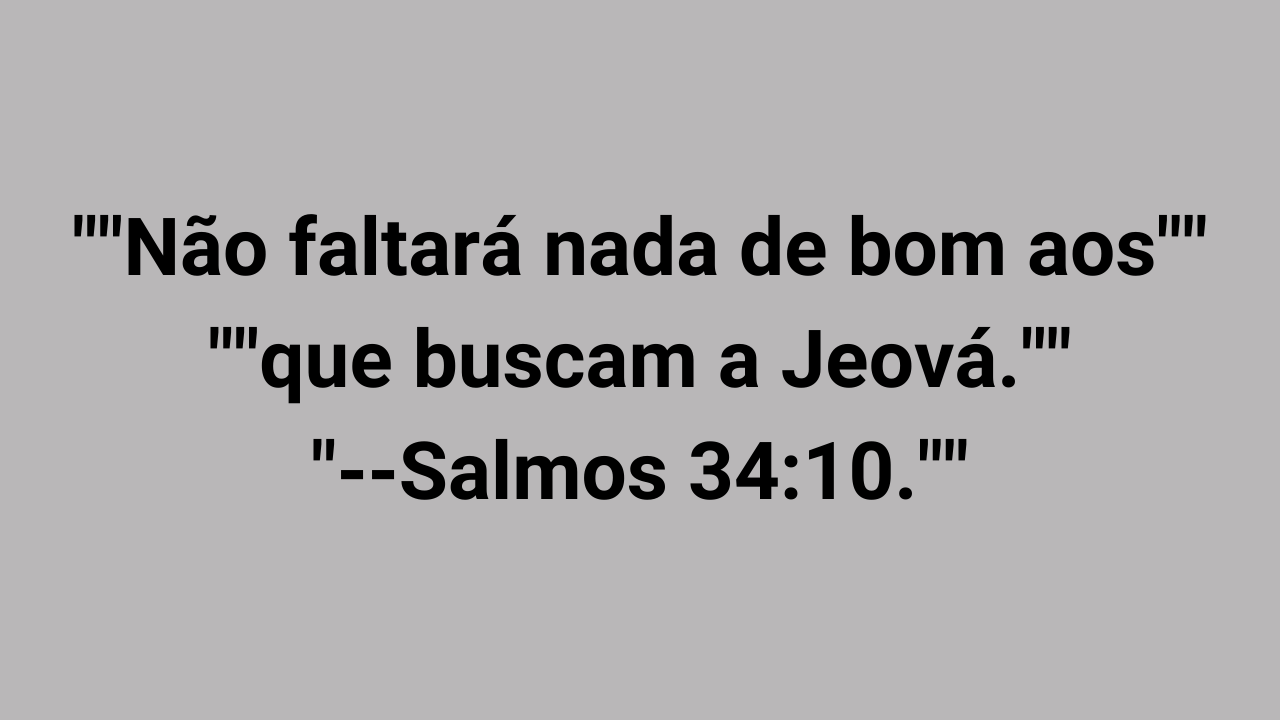 ""Não faltará nada de bom aos""
""que buscam a Jeová.""
"--Salmos 34:10.""